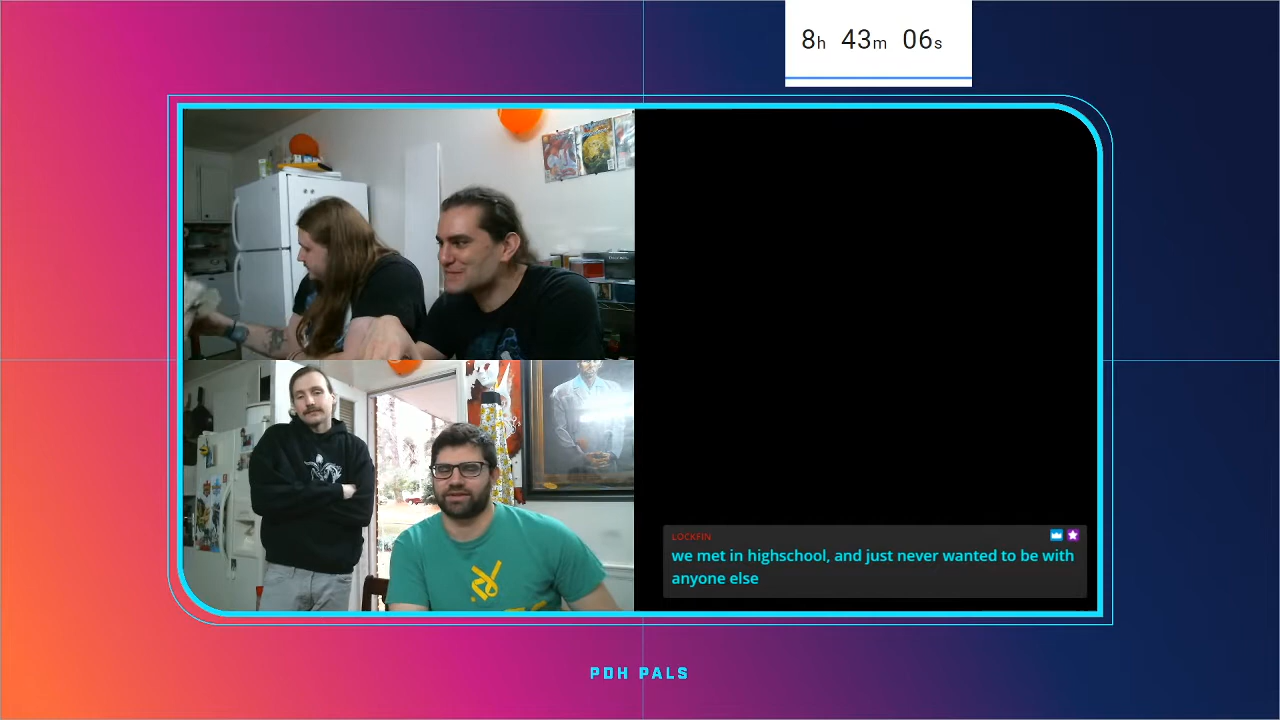 8h 43m 06s
LOCKFIN
we met in highschool, and just never wanted to be with
anyone else
PDH PALS